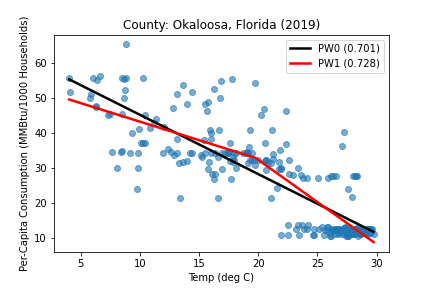 County: Okaloosa, Florida (2019)
PW0 (0.701)
PW1 (0.728)
Per-Capita Consumption (MMBtu/1000 Households)
60
50
40
30
20
10
5 10 15 20 25 30
Temp (deg C)